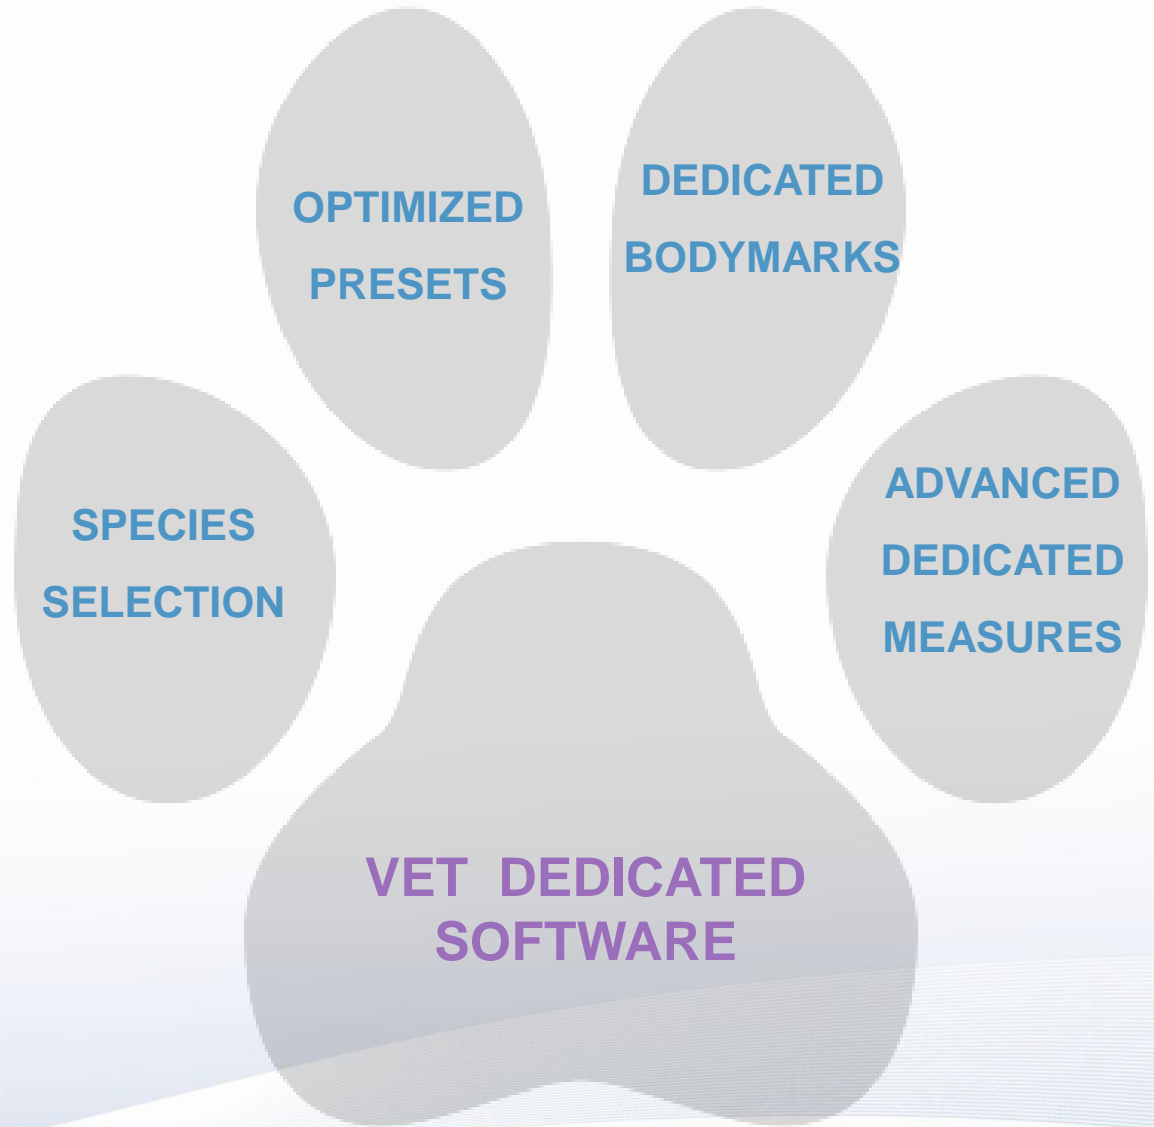 OPTIMIZED
PRESETS
DEDICATED
BODYMARKS
SPECIES
SELECTION
ADVANCED
DEDICATED
MEASURES
VET DEDICATED
SOFTWARE